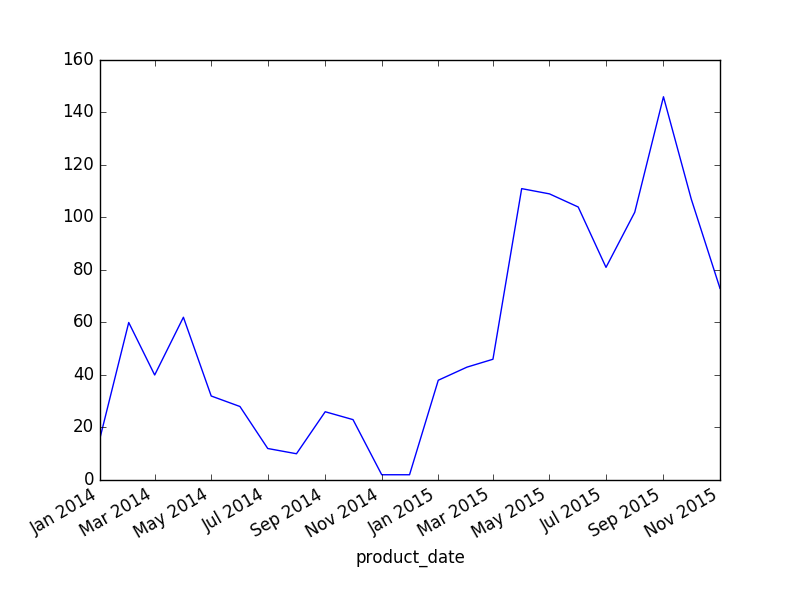 160
140
120
100
80
60
40
20
0
Jan 2014
Mar 2014
May 2014
Jul 2014
Sep 2014
Nov 2014
Jan 2015
Mar 2015
May 2015
Jul 2015
Sep 2015
Nov 2015
product_date